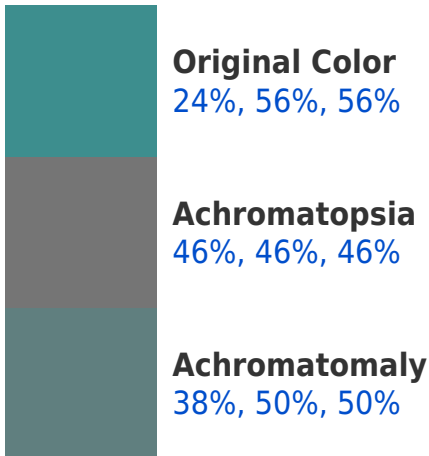 Original Color
24%, 56%, 56%
Achromatopsia
46%, 46%, 46%
Achromatomaly
38%, 50%, 50%